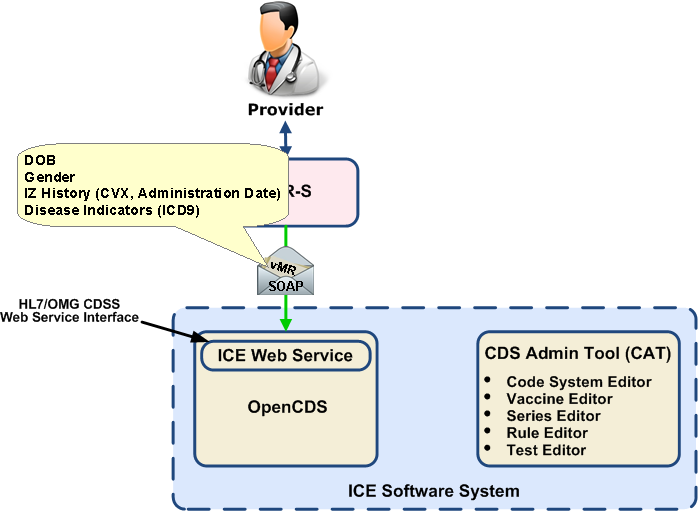 Provider
DOB
Gender
IZ History (CVX, Administration Date)
Disease Indicators (ICD9)
R-S
vMR
SOAP
HL7/OMG CDSS
Web Service Interface
ICE Web Service
OpenCDS
CDS Admin Tool (CAT)
• Code System Editor
• Vaccine Editor
• Series Editor
• Rule Editor
• Test Editor
ICE Software System